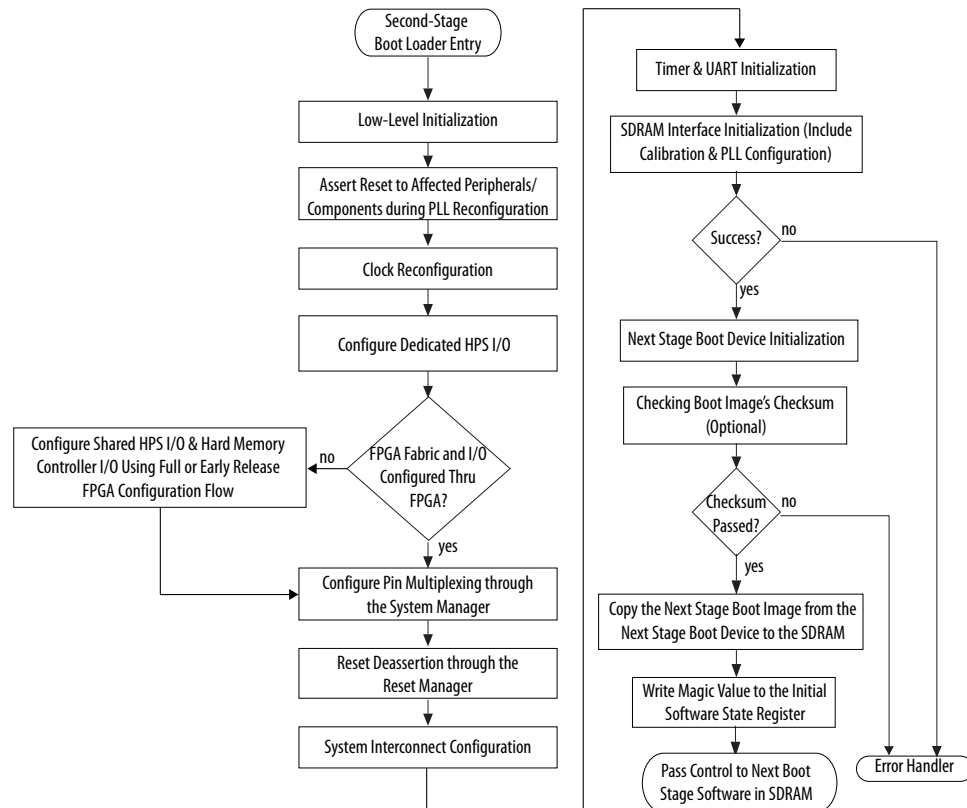 Second-Stage
Boot Loader Entry
Low-Level Initialization
Assert Reset to Affected Peripherals/
Components during PLL Reconfiguration
Clock Reconfiguration
Configure Dedicated HPS I/O
FPGA Fabric and I/O
Configured Thru
FPGA?
no
Configure Shared HPS I/O & Hard Memory
Controller I/O Using Full or Early Release
FPGA Configuration Flow
yes
Configure Pin Multiplexing through
the System Manager
Reset Deassertion through the
Reset Manager
System Interconnect Configuration
Timer & UART Initialization
SDRAM Interface Initialization (Include
Calibration & PLL Configuration)
Success?
no
yes
Next Stage Boot Device Initialization
Checking Boot Image's Checksum
(Optional)
Checksum
Passed?
no
yes
Copy the Next Stage Boot Image from the
Next Stage Boot Device to the SDRAM
Write Magic Value to the Initial
Software State Register
Pass Control to Next Boot
Stage Software in SDRAM
Error Handler